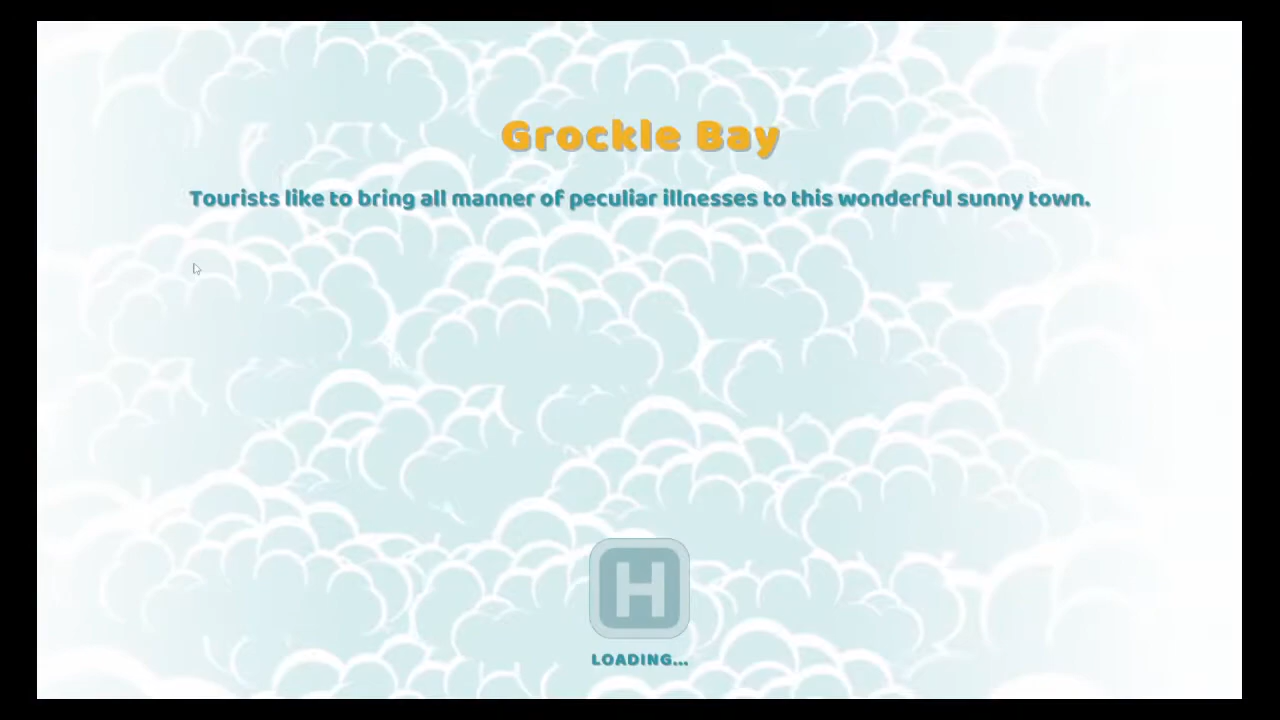 Grockle Bay
Tourists like to bring all manner of peculiar illnesses to this wonderful sunny town.
H
LOADING...